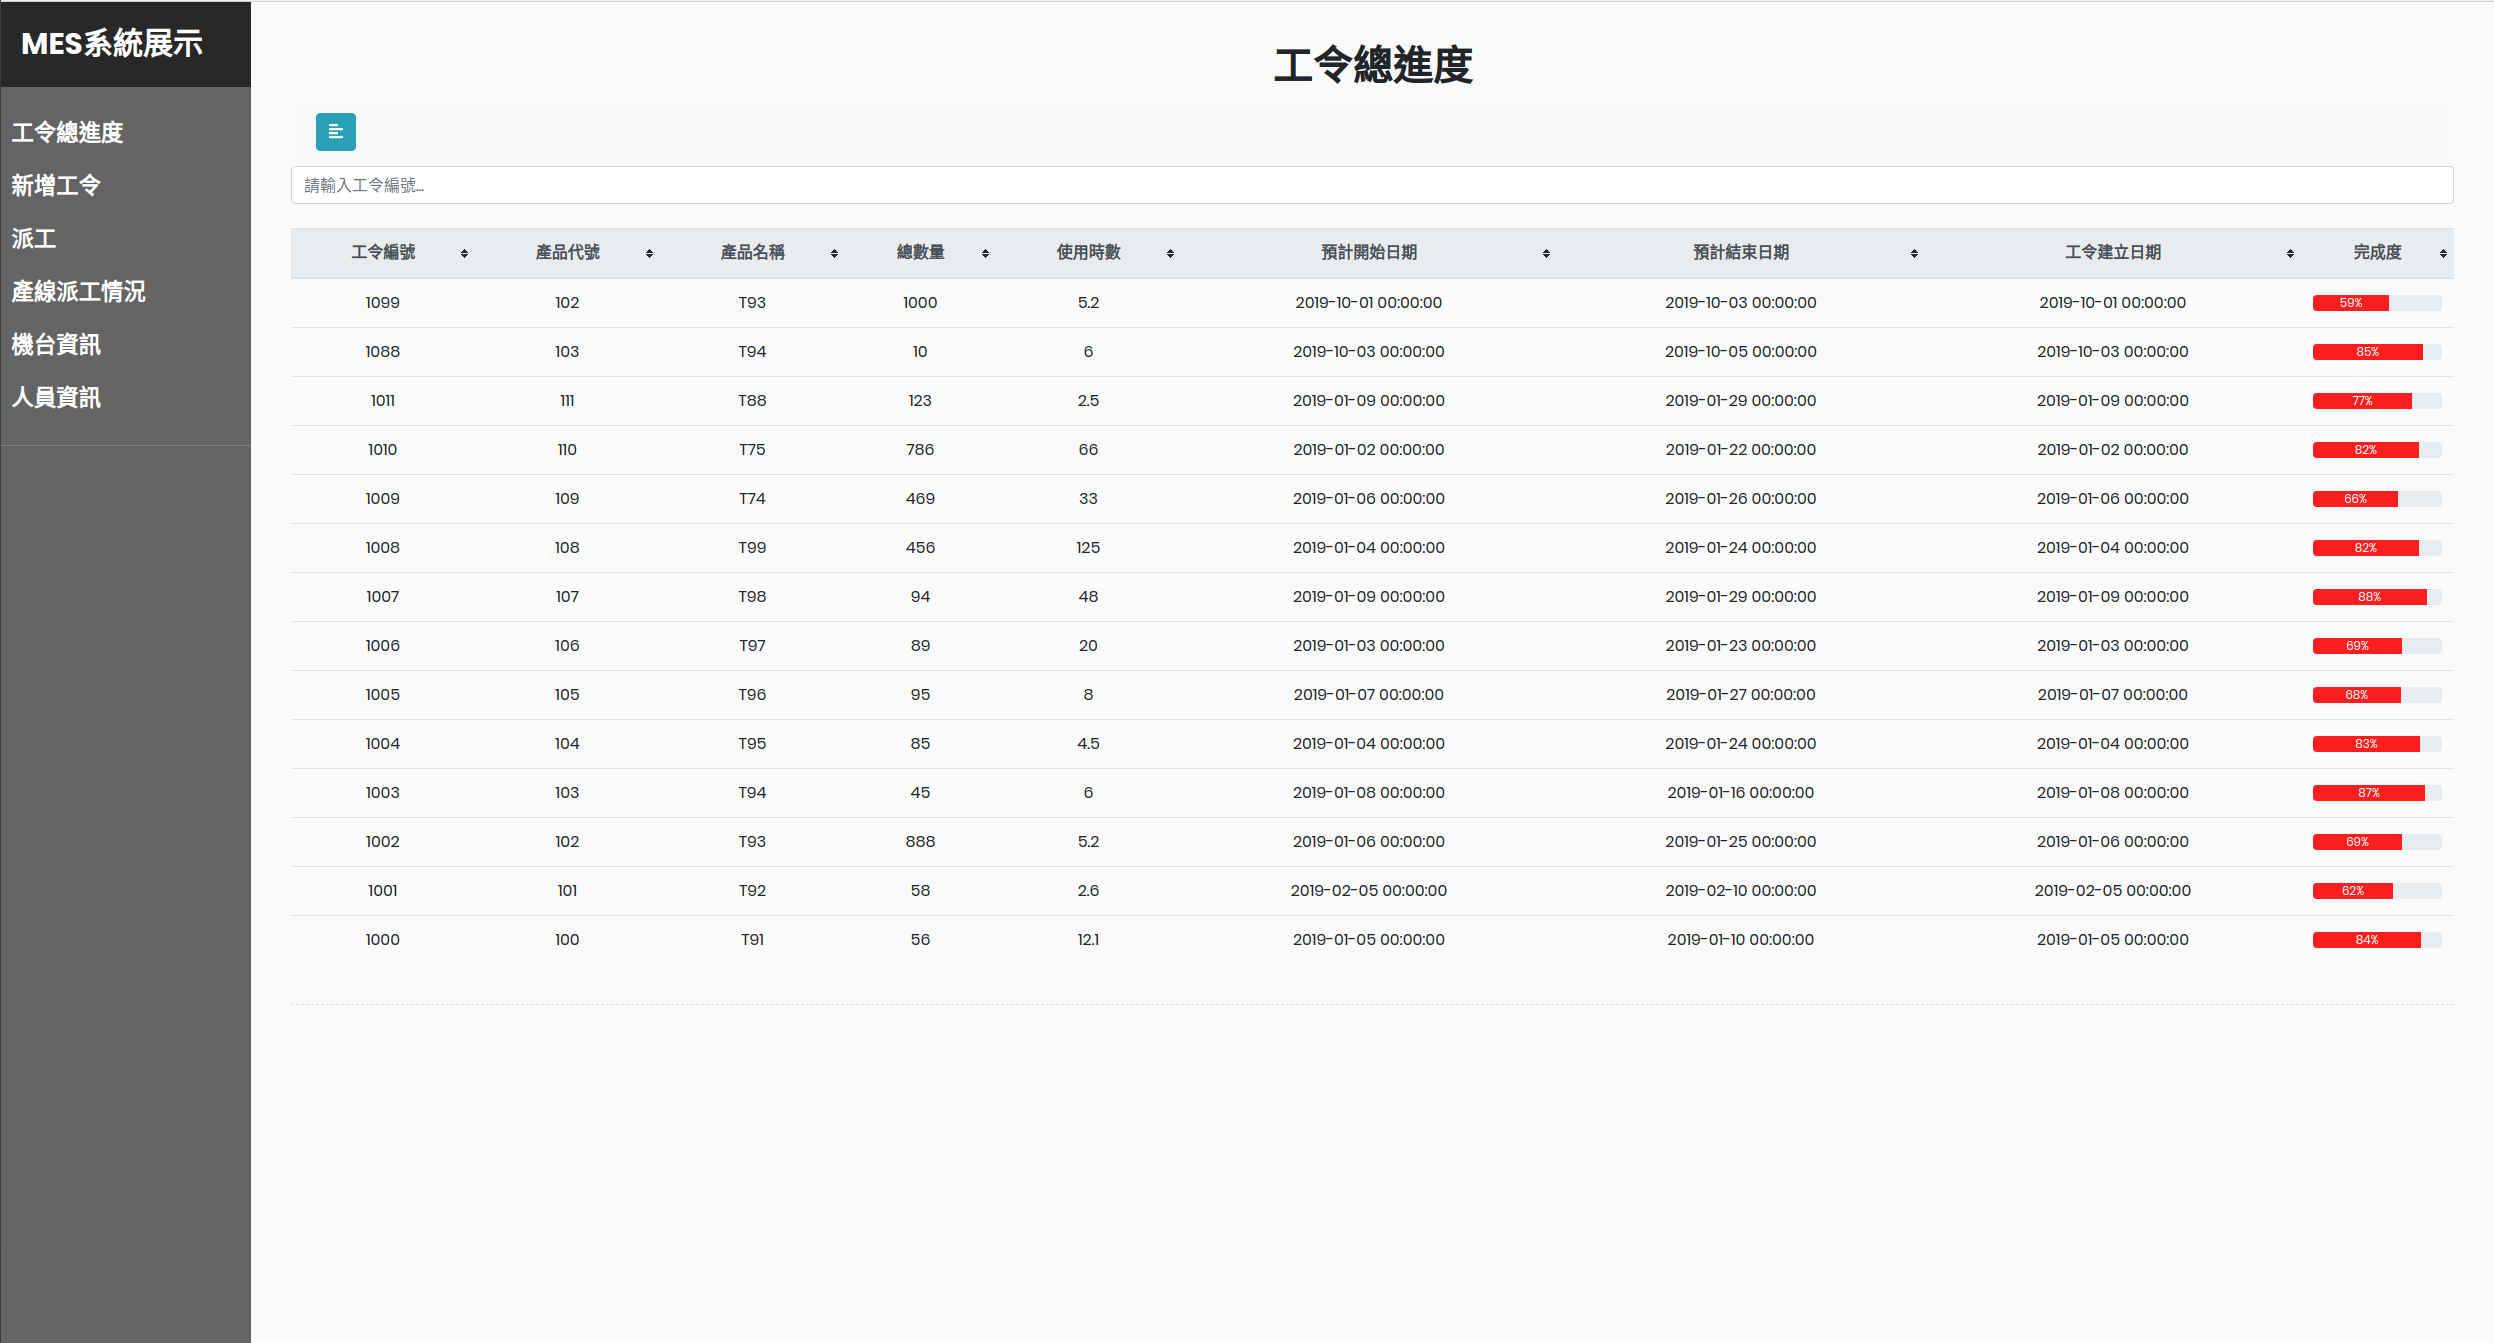 MES系統展示
工令總進度
新增工令
派工
產線派工情況
機台資訊
人員資訊
工令總進度
請輸入工令編號...
工令編號 產品代號 產品名稱 總數量 使用時數 預計開始日期 預計結束日期 工令建立日期 完成度
1099 102 T93 1000 5.2 2019-10-01 00:00:00 2019-10-03 00:00:00 2019-10-01 00:00:00 59%
1088 103 T94 10 6 2019-10-03 00:00:00 2019-10-05 00:00:00 2019-10-03 00:00:00 85%
1011 111 T88 123 2.5 2019-01-09 00:00:00 2019-01-29 00:00:00 2019-01-09 00:00:00 77%
1010 110 T75 786 66 2019-01-02 00:00:00 2019-01-22 00:00:00 2019-01-02 00:00:00 82%
1009 109 T74 469 33 2019-01-06 00:00:00 2019-01-26 00:00:00 2019-01-06 00:00:00 66%
1008 108 T99 456 125 2019-01-04 00:00:00 2019-01-24 00:00:00 2019-01-04 00:00:00 82%
1007 107 T98 94 48 2019-01-09 00:00:00 2019-01-29 00:00:00 2019-01-09 00:00:00 88%
1006 106 T97 89 20 2019-01-03 00:00:00 2019-01-23 00:00:00 2019-01-03 00:00:00 69%
1005 105 T96 95 8 2019-01-07 00:00:00 2019-01-27 00:00:00 2019-01-07 00:00:00 68%
1004 104 T95 85 4.5 2019-01-04 00:00:00 2019-01-24 00:00:00 2019-01-04 00:00:00 83%
1003 103 T94 45 6 2019-01-08 00:00:00 2019-01-16 00:00:00 2019-01-08 00:00:00 87%
1002 102 T93 888 5.2 2019-01-06 00:00:00 2019-01-25 00:00:00 2019-01-06 00:00:00 69%
1001 101 T92 58 2.6 2019-02-05 00:00:00 2019-02-10 00:00:00 2019-02-05 00:00:00 62%
1000 100 T91 56 12.1 2019-01-05 00:00:00 2019-01-10 00:00:00 2019-01-05 00:00:00 84%